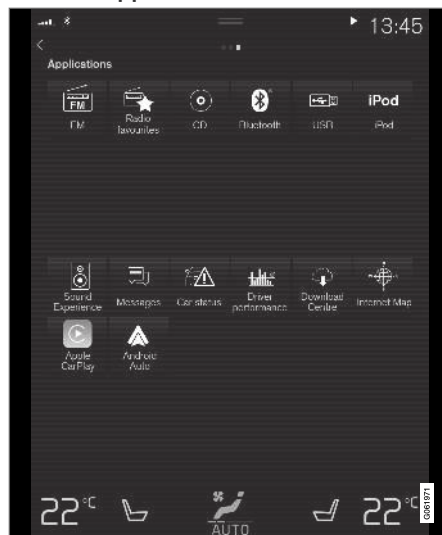 13:45
Applications
FM
FM
Radio
favourites
CD
Bluetooth
USB
iPod
iPod
Sound
Experience
Messages
Car status
Driver
performance
Download
Centre
Internet Map
Apple
CarPlay
Android
Auto
22°C
AUTO
22°C
G061971